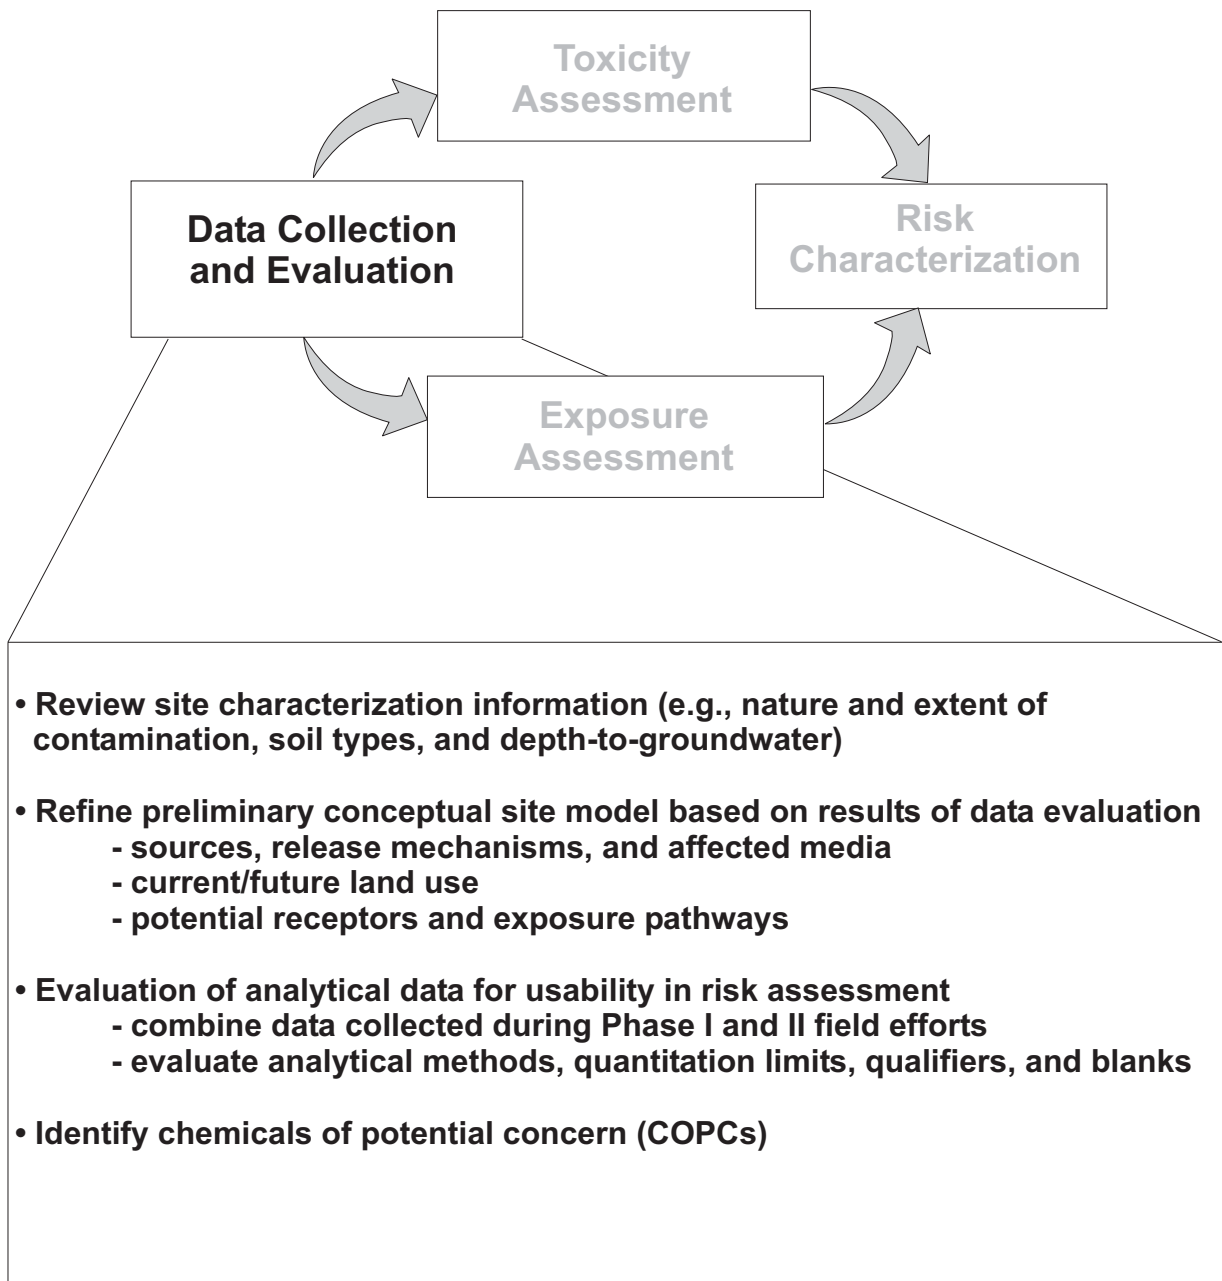 Toxicity
Assessment
Data Collection
and Evaluation
Risk
Characterization
Exposure
Assessment
• Review site characterization information (e.g., nature and extent of
contamination, soil types, and depth-to-groundwater)
• Refine preliminary conceptual site model based on results of data evaluation
- sources, release mechanisms, and affected media
- current/future land use
- potential receptors and exposure pathways
• Evaluation of analytical data for usability in risk assessment
- combine data collected during Phase I and II field efforts
- evaluate analytical methods, quantitation limits, qualifiers, and blanks
• Identify chemicals of potential concern (COPCs)